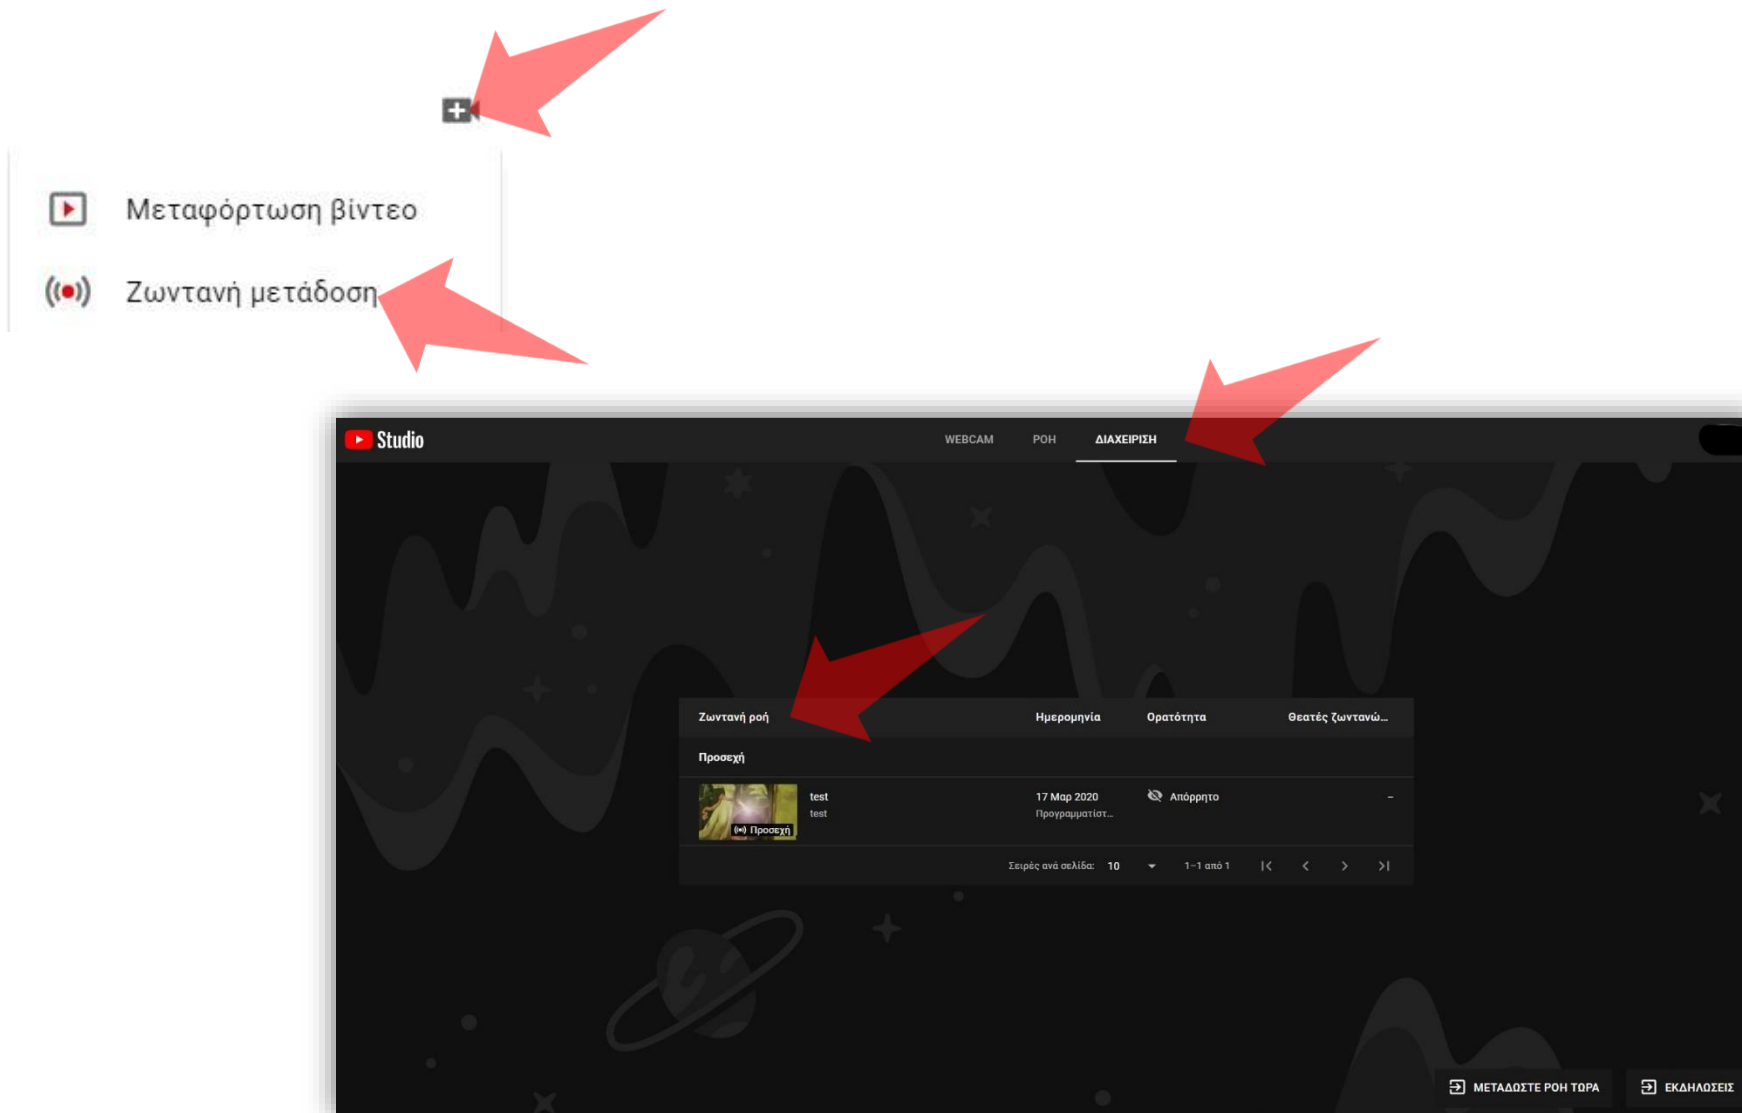 Μεταφόρτωση βίντεο
Ζωντανή μετάδοση
Studio
WEBCAM ΡΟΗ ΔΙΑΧΕΙΡΙΣΗ
Ζωντανή ροή Ημερομηνία Ορατότητα Θεατές ζωντανώ...
Προσεχή
test 17 Μαρ 2020 Απόρρητο –
test Προγραμματίστ...
Προσεχή
Σειρές ανά σελίδα: 10 1–1 από 1
ΜΕΤΑΔΩΣΤΕ ΡΟΗ ΤΩΡΑ ΕΚΔΗΛΩΣΕΙΣ